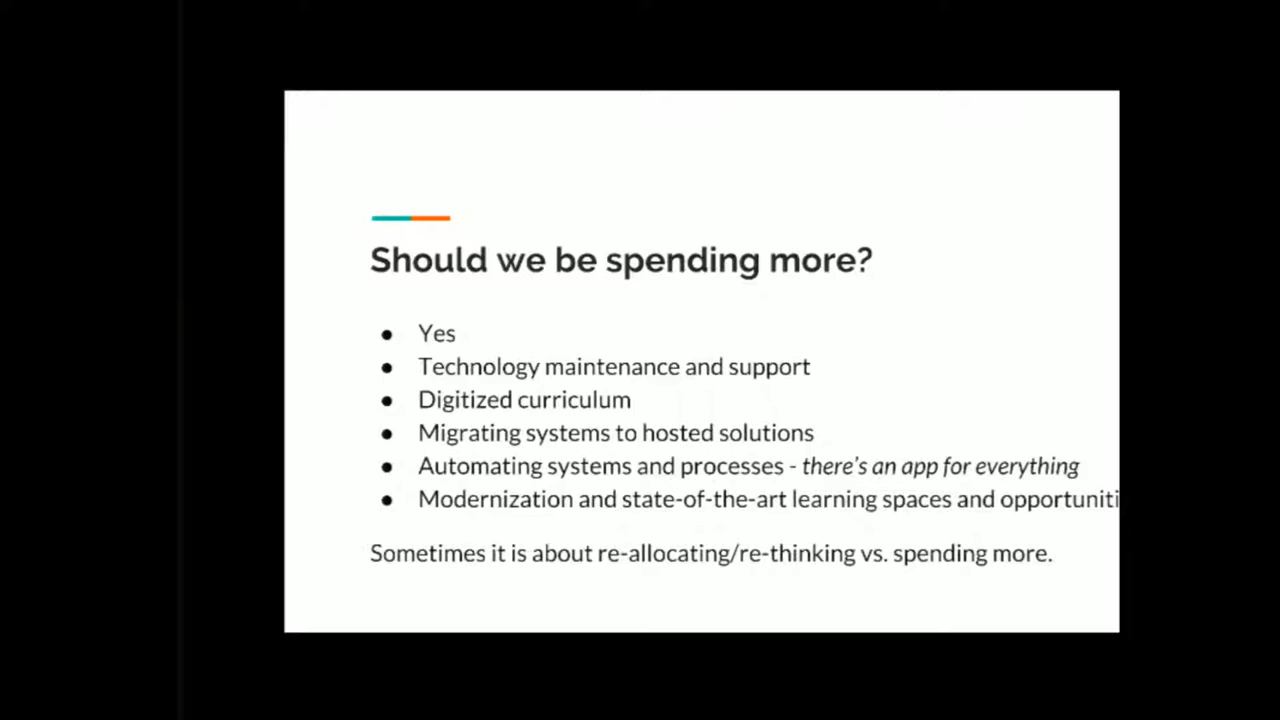 Should we be spending more?
● Yes
● Technology maintenance and support
● Digitized curriculum
● Migrating systems to hosted solutions
● Automating systems and processes - there's an app for everything
● Modernization and state-of-the-art learning spaces and opportuniti
Sometimes it is about re-allocating/re-thinking vs. spending more.